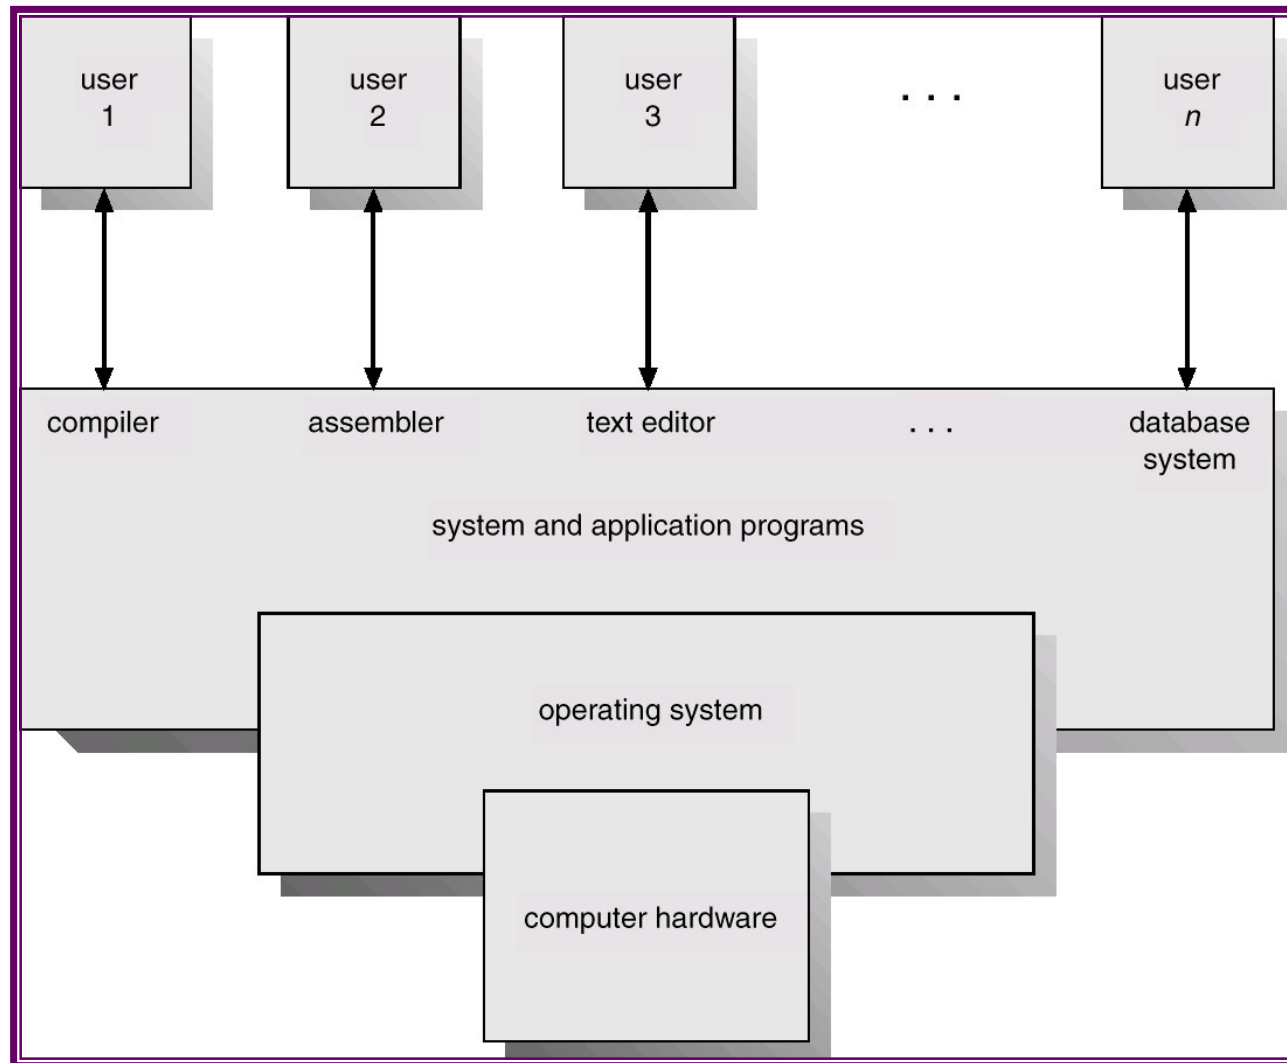 user
1
user
2
user
3
. . .
user
n
compiler
assembler
text editor
. . .
database
system
system and application programs
operating system
computer hardware